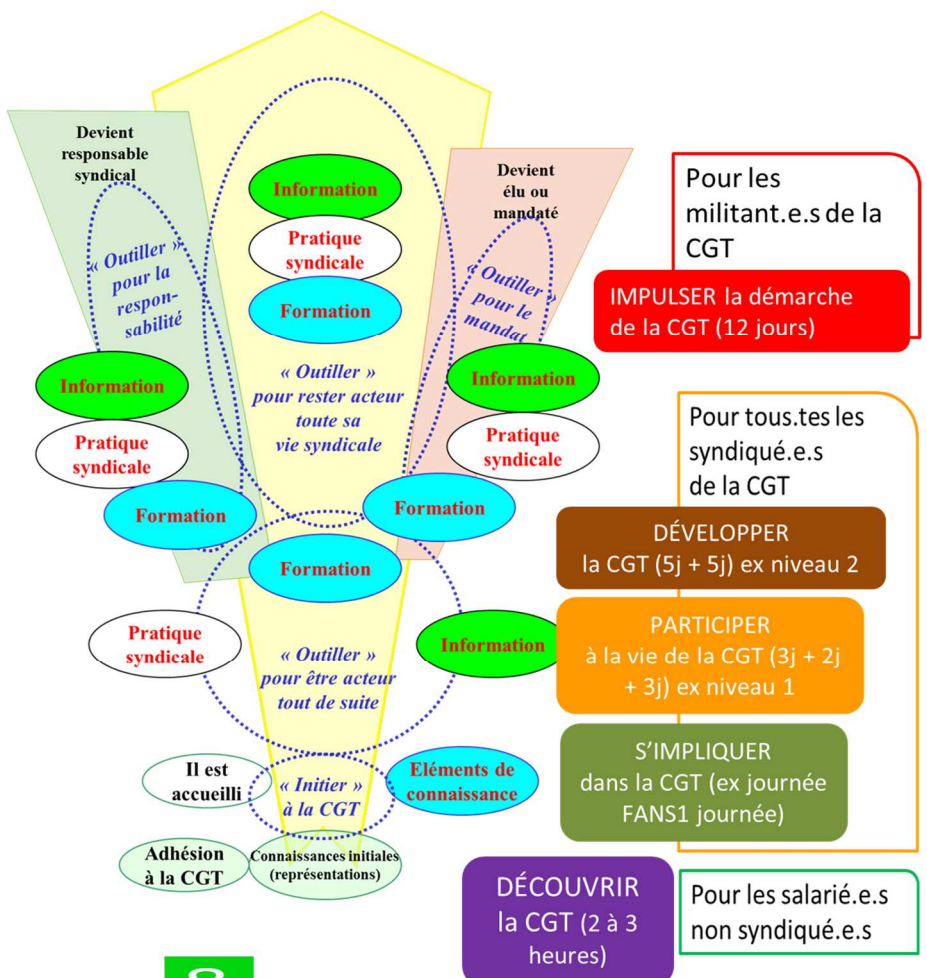 Devient
responsable
syndical
« Outiller »
pour la
respon-
sabilité
Information
Pratique
syndicale
Formation
Information
Pratique
syndicale
Formation
« Outiller »
pour rester acteur
toute sa
vie syndicale
Devient
élu ou
mandaté
« Outiller »
pour le
mandat
Information
Pratique
syndicale
Formation
Formation
Pratique
syndicale
Information
« Outiller »
pour être acteur
tout de suite
Il est
accueilli
« Initier »
à la CGT
Eléments de
connaissance
Adhésion
à la CGT
Connaissances initiales
(représentations)
Pour les
militant.e.s de la
CGT
IMPULSER la démarche
de la CGT (12 jours)
Pour tous.tes les
syndiqué.e.s
de la CGT
DÉVELOPPER
la CGT (5j + 5j) ex niveau 2
PARTICIPER
à la vie de la CGT (3j + 2j
+ 3j) ex niveau 1
S'IMPLIQUER
dans la CGT (ex journée
FANS1 journée)
DÉCOUVRIR
la CGT (2 à 3
heures)
Pour les salarié.e.s
non syndiqué.e.s